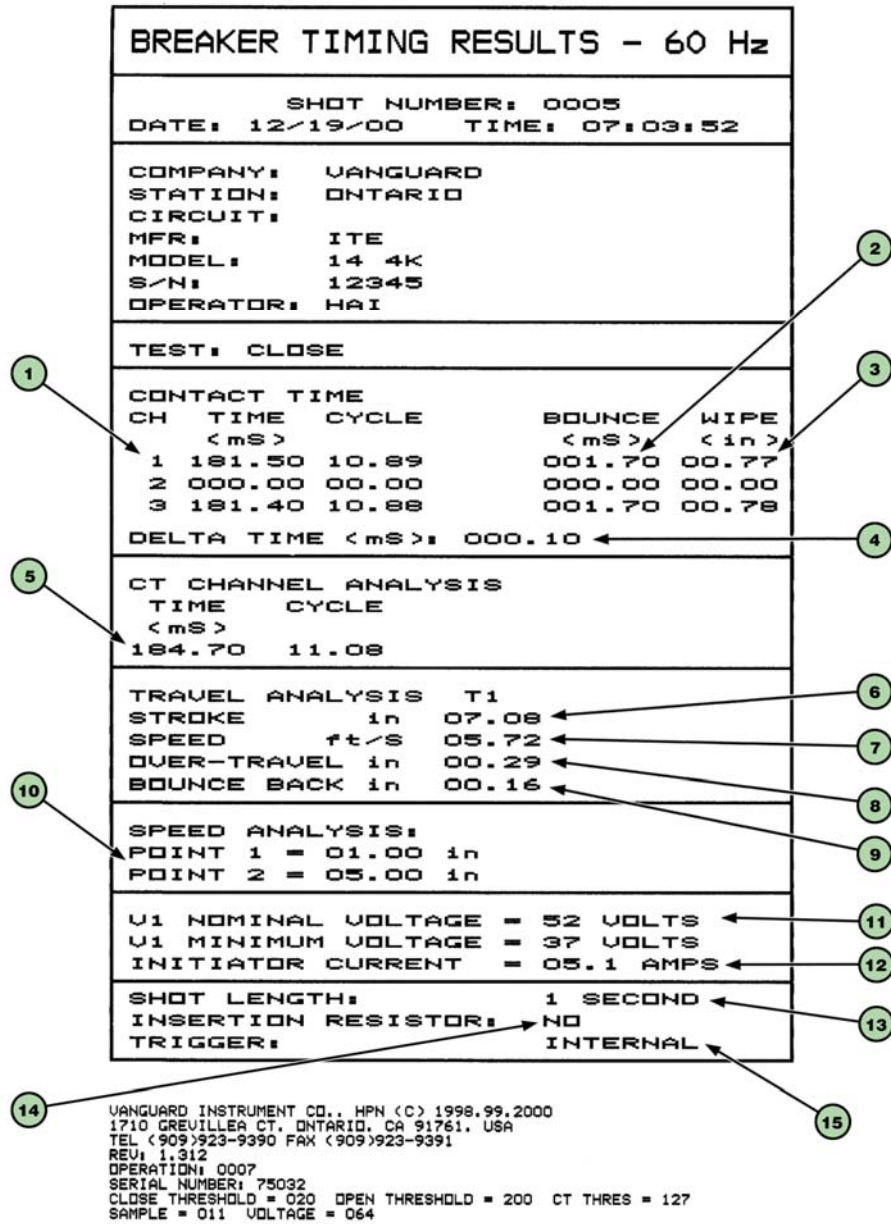 BREAKER TIMING RESULTS - 60 Hz
SHOT NUMBER: 0005
DATE: 12/19/00 TIME: 07:03:52
COMPANY: VANGUARD
STATION: ONTARIO
CIRCUIT:
MFR: ITE
MODEL: 14 4K
S/N: 12345
OPERATOR: HAI
2
TEST: CLOSE
1
3
CONTACT TIME
CH TIME CYCLE BOUNCE WIPE
<mS> <mS> <in>
1 181.50 10.89 001.70 00.77
2 000.00 00.00 000.00 00.00
3 181.40 10.88 001.70 00.78
DELTA TIME <mS>: 000.10
4
5
CT CHANNEL ANALYSIS
TIME CYCLE
<mS>
184.70 11.08
TRAVEL ANALYSIS T1
6
STROKE in 07.08
SPEED ft/S 05.72
7
OVER-TRAVEL in 00.29
BOUNCE BACK in 00.16
8
10
SPEED ANALYSIS:
9
POINT 1 = 01.00 in
POINT 2 = 05.00 in
V1 NOMINAL VOLTAGE = 52 VOLTS
11
V1 MINIMUM VOLTAGE = 37 VOLTS
INITIATOR CURRENT = 05.1 AMPS
12
SHOT LENGTH: 1 SECOND
13
INSERTION RESISTOR: NO
TRIGGER: INTERNAL
14
15
VANGUARD INSTRUMENT CO., HPN (C) 1998.99.2000
1710 GREVILLEA CT. ONTARIO. CA 91761. USA
TEL (909)923-9390 FAX (909)923-9391
REV: 1.312
OPERATION: 0007
SERIAL NUMBER: 75032
CLOSE THRESHOLD = 020 OPEN THRESHOLD = 200 CT THRES = 127
SAMPLE = 011 VOLTAGE = 064